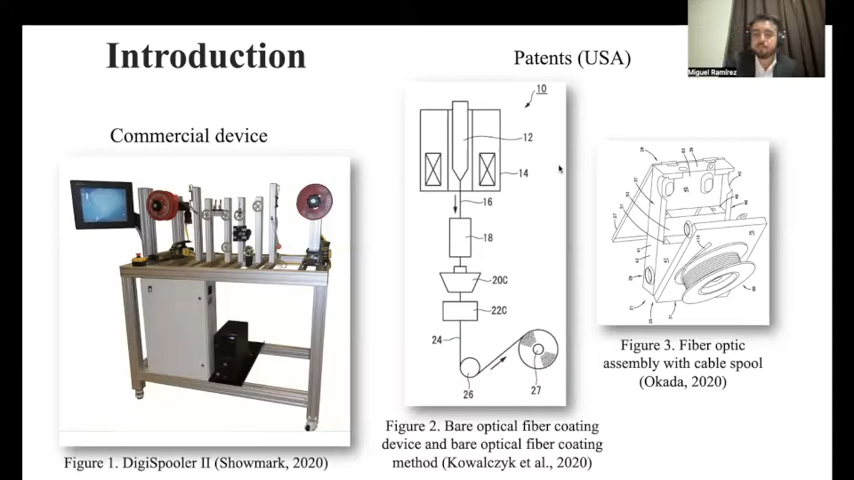 Introduction
Patents (USA)
Miguel Ramírez
Commercial device
10
12
14
16
18
20C
22C
24
26
27
Figure 1. DigiSpooler II (Showmark, 2020)
Figure 2. Bare optical fiber coating
device and bare optical fiber coating
method (Kowalczyk et al., 2020)
Figure 3. Fiber optic
assembly with cable spool
(Okada, 2020)